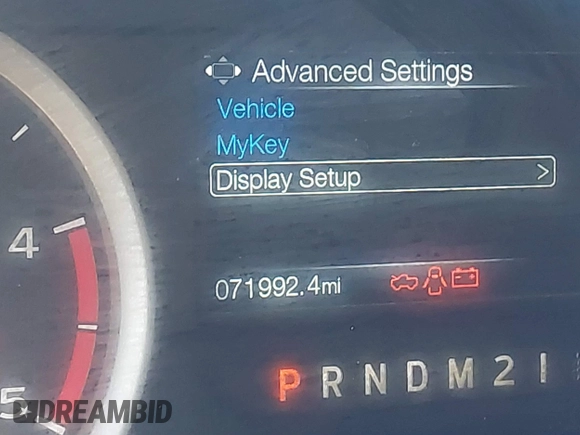 Advanced Settings
Vehicle
MyKey
Display Setup >
4
071992.4mi
P R N D M 2 1
5
DREAMBID